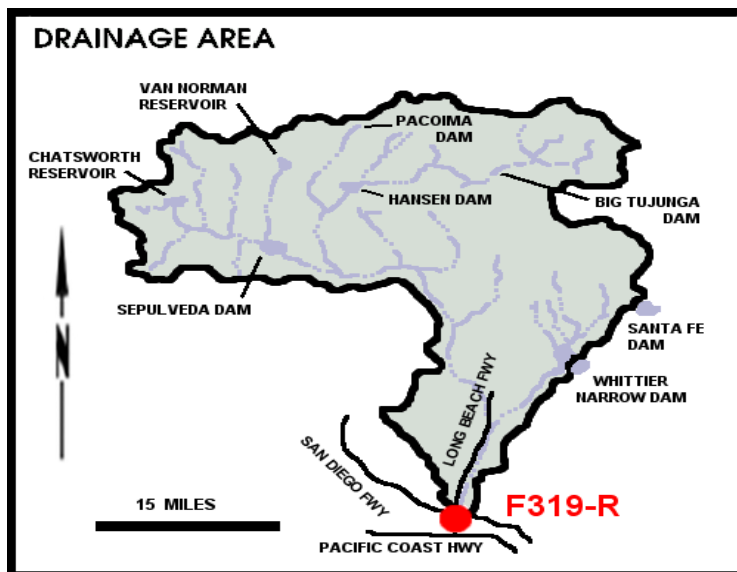 DRAINAGE AREA
VAN NORMAN
RESERVOIR
PACOIMA
DAM
CHATSWORTH
RESERVOIR
HANSEN DAM
BIG TUJUNGA
DAM
SEPULVEDA DAM
SANTA FE
DAM
WHITTIER
NARROW DAM
LONG BEACH FWY
SAN DIEGO FWY
N
15 MILES
F319-R
PACIFIC COAST HWY